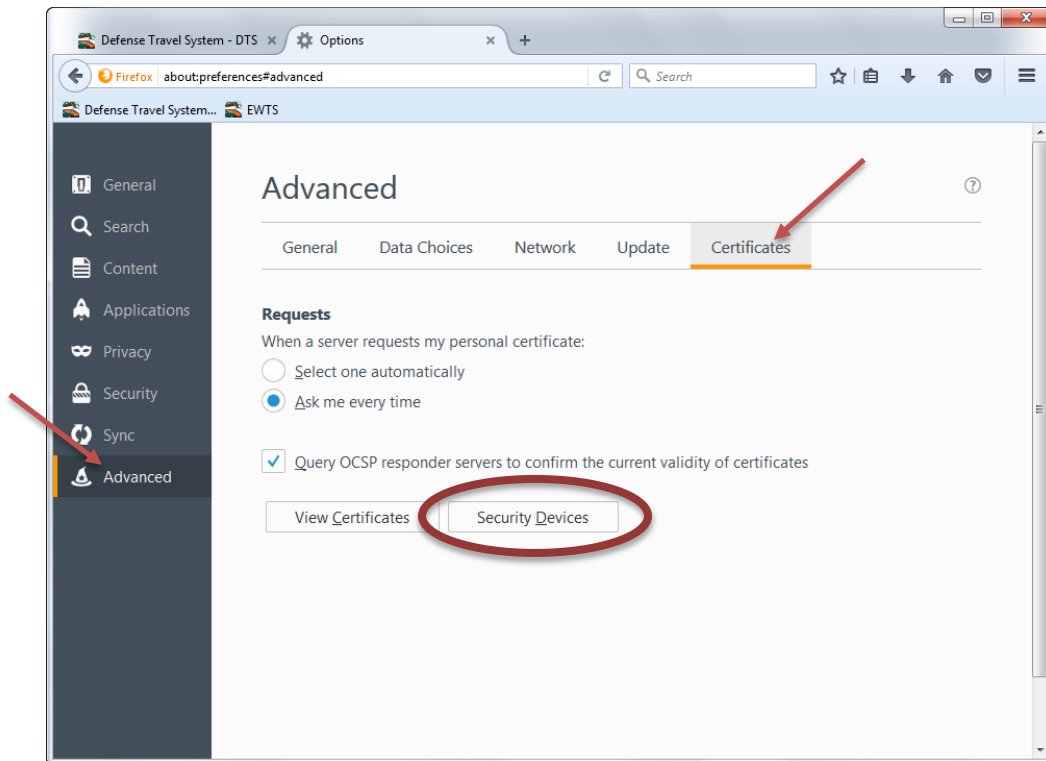 Defense Travel System - DTS × Options × +
Firefox about:preferences#advanced Search
Defense Travel System... EWTS
General
Search
Content
Applications
Privacy
Security
Sync
Advanced
Advanced
General Data Choices Network Update Certificates
Requests
When a server requests my personal certificate:
Select one automatically
Ask me every time
Query OCSP responder servers to confirm the current validity of certificates
View Certificates Security Devices